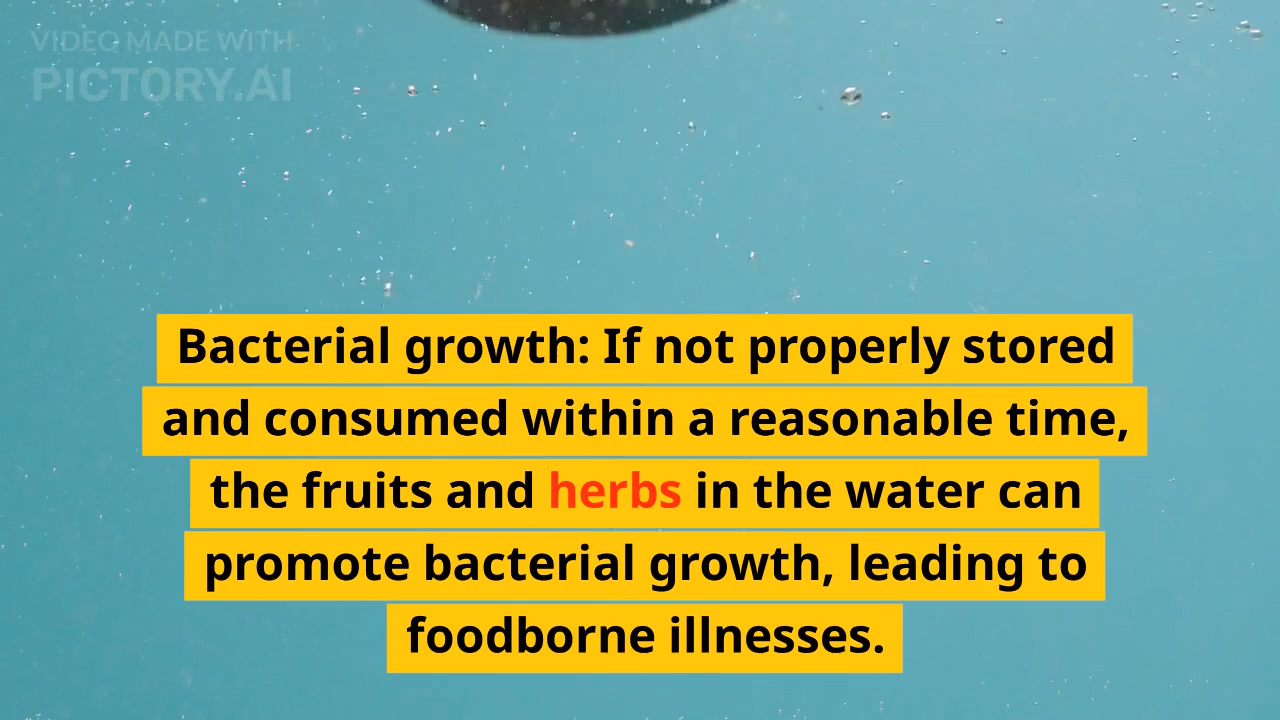 VIDEO MADE WITH
PICTORY.AI
Bacterial growth: If not properly stored
and consumed within a reasonable time,
the fruits and herbs in the water can
promote bacterial growth, leading to
foodborne illnesses.